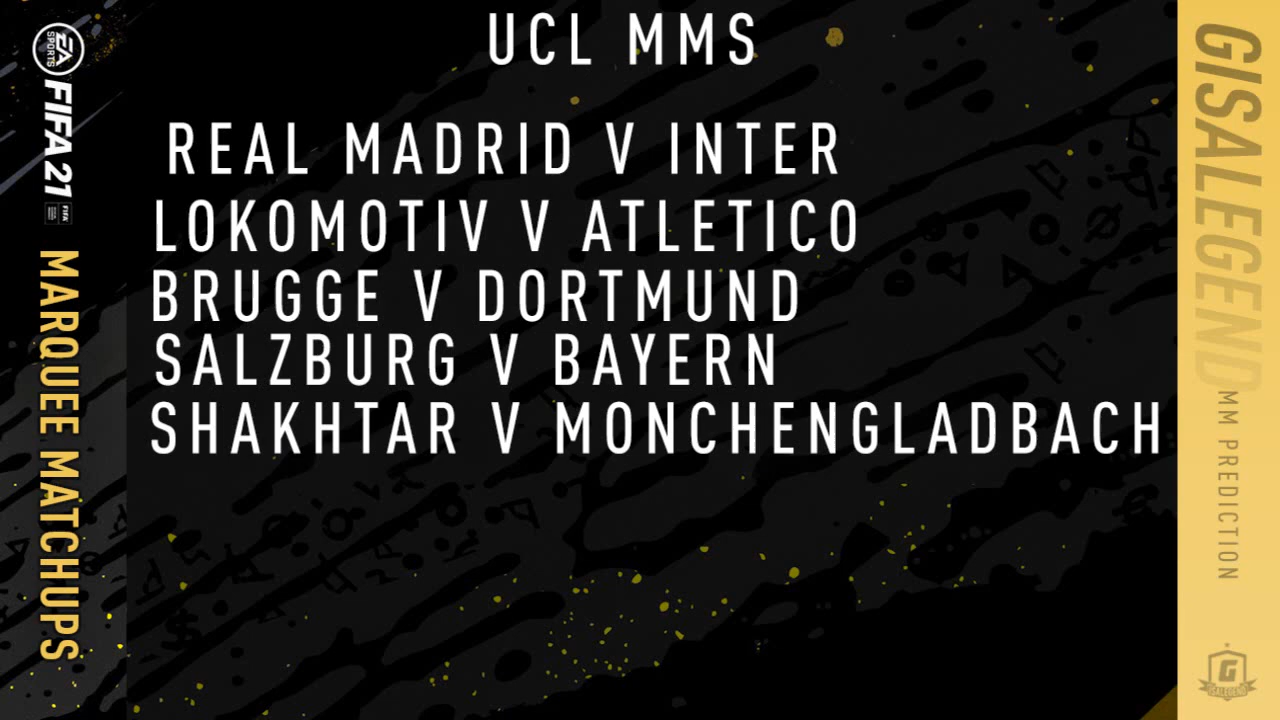 UCL MMS
REAL MADRID V INTER
LOKOMOTIV V ATLETICO
BRUGGE V DORTMUND
SALZBURG V BAYERN
SHAKHTAR V MONCHENGLADBACH
EA
SPORTS
FIFA 21
FIFA
MARQUEE MATCHUPS
GISALEGEND
MM PREDICTION
G
GISALEGEND